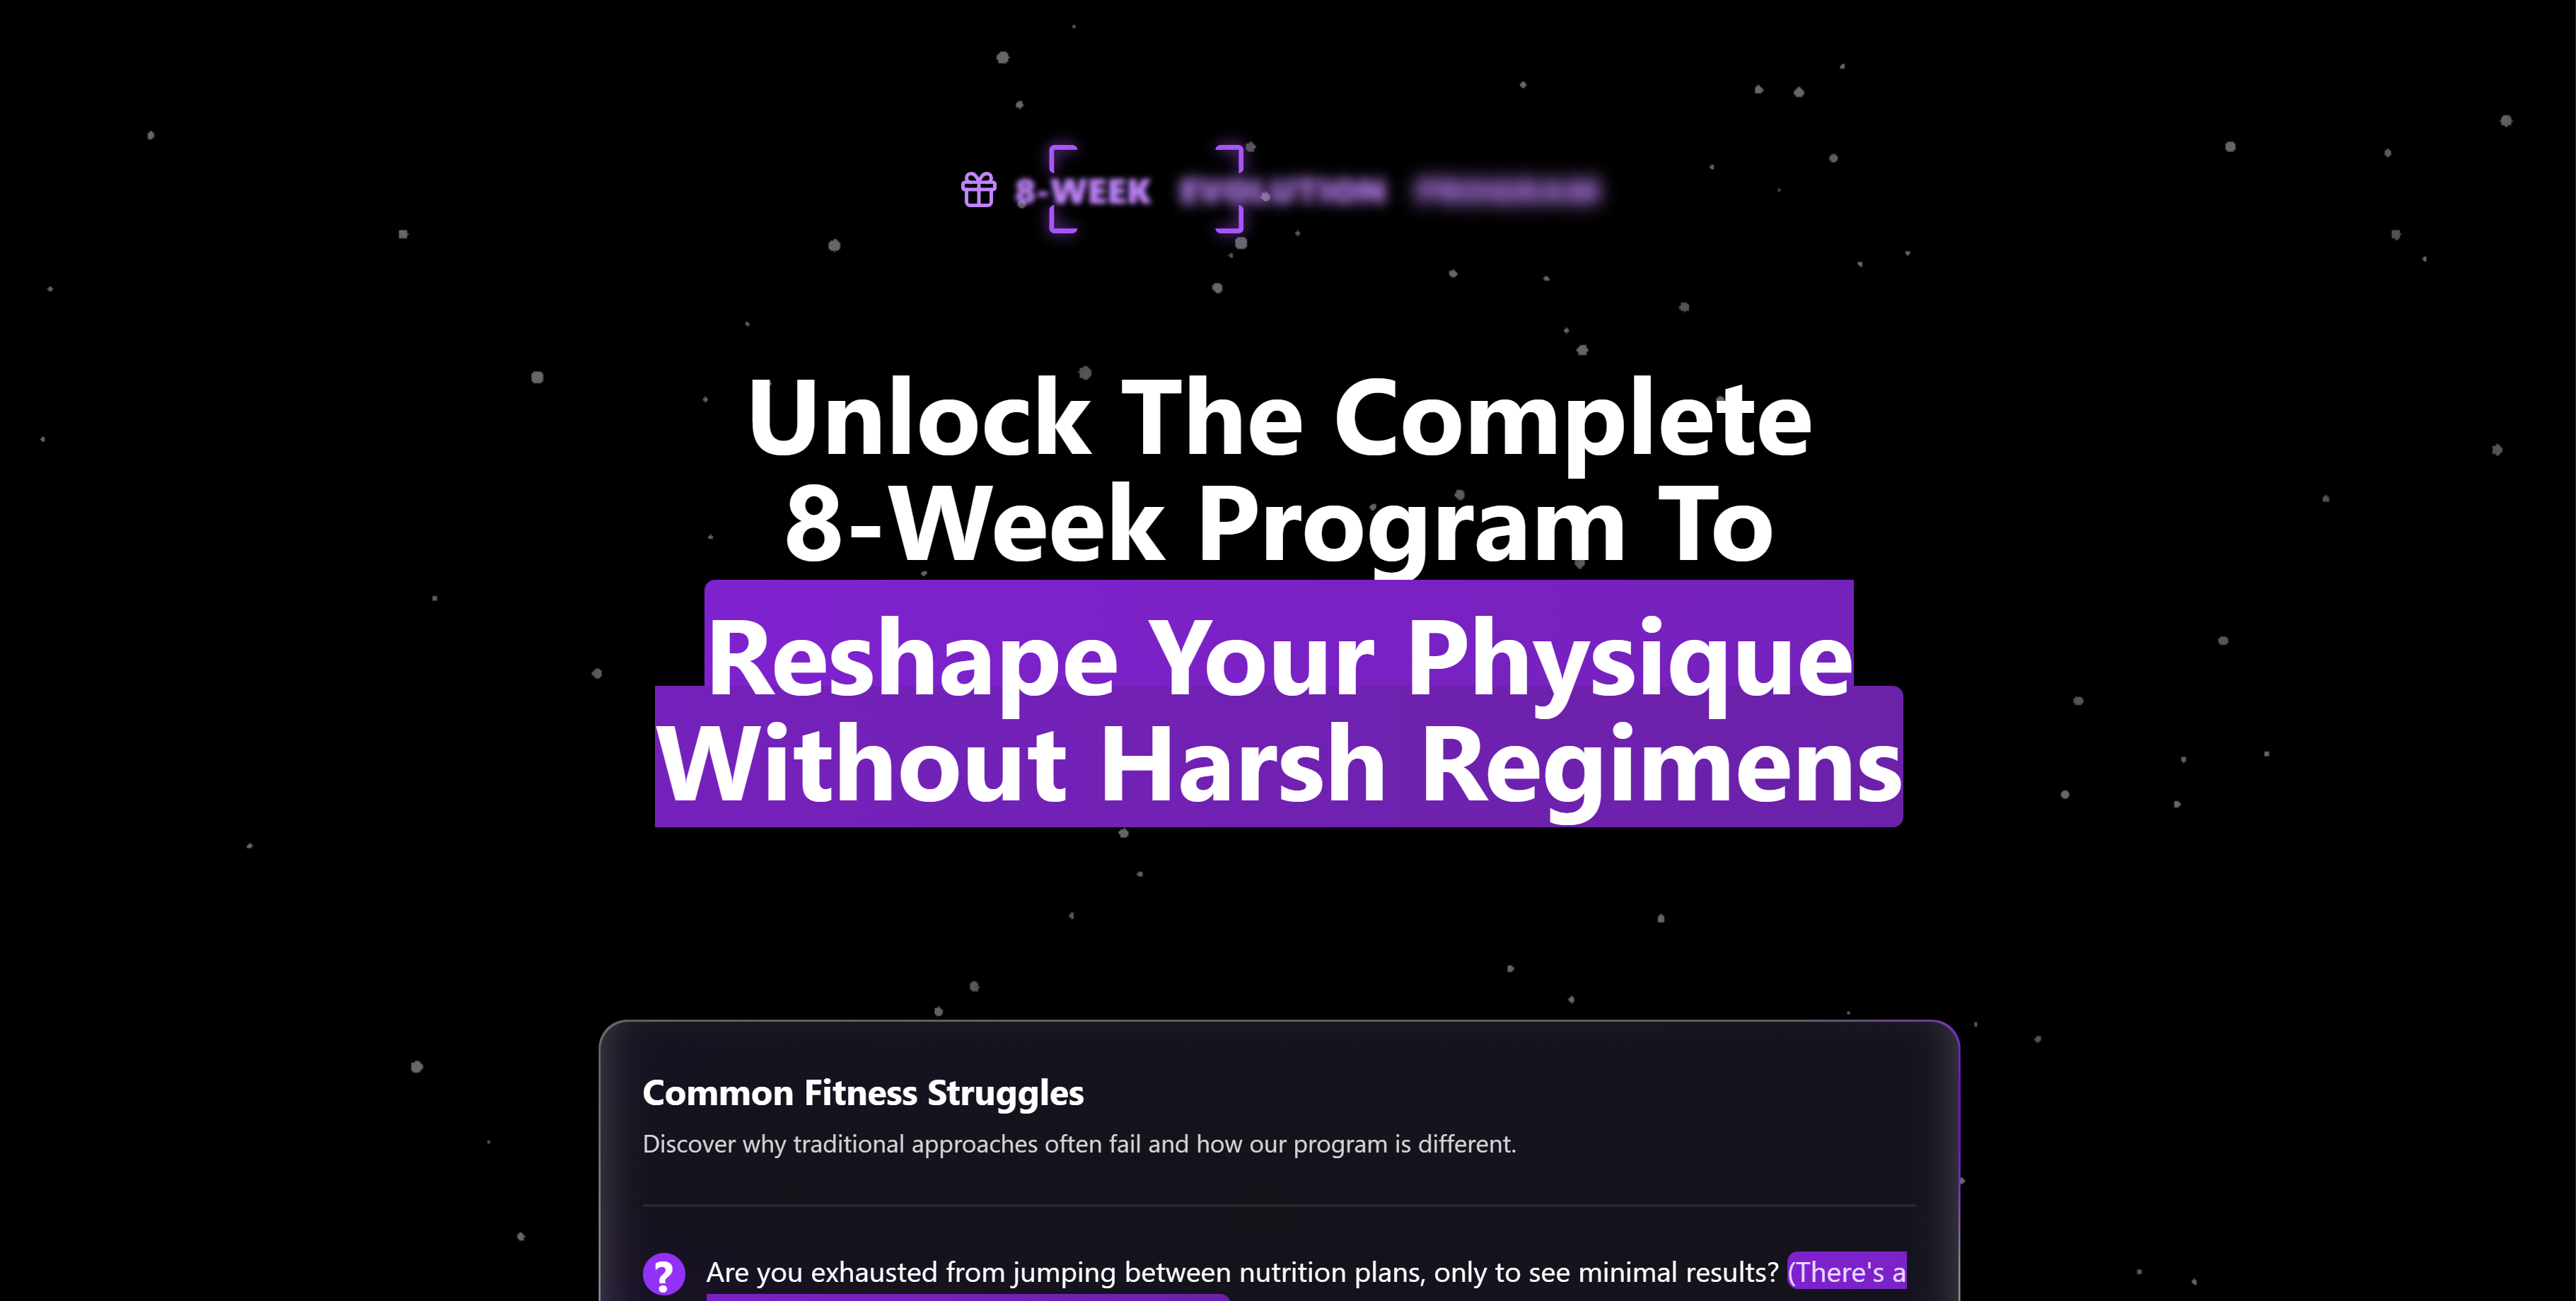 8-WEEK EVOLUTION PROGRAM
Unlock The Complete
8-Week Program To
Reshape Your Physique
Without Harsh Regimens
Common Fitness Struggles
Discover why traditional approaches often fail and how our program is different.
? Are you exhausted from jumping between nutrition plans, only to see minimal results? (There's a